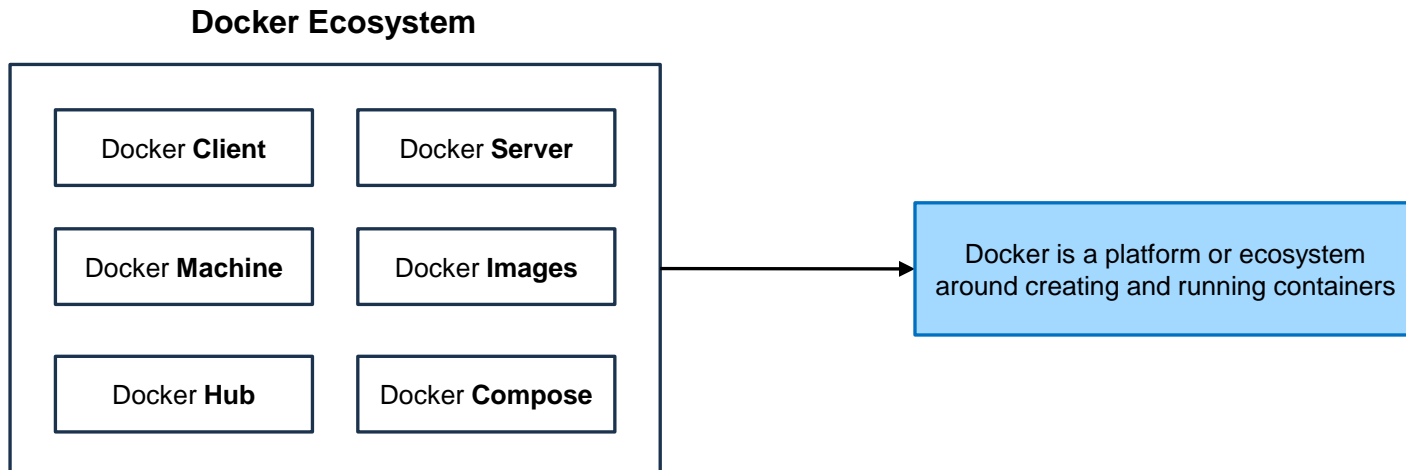 Docker Ecosystem
Docker Client
Docker Server
Docker Machine
Docker Images
Docker Hub
Docker Compose
Docker is a platform or ecosystem
around creating and running containers